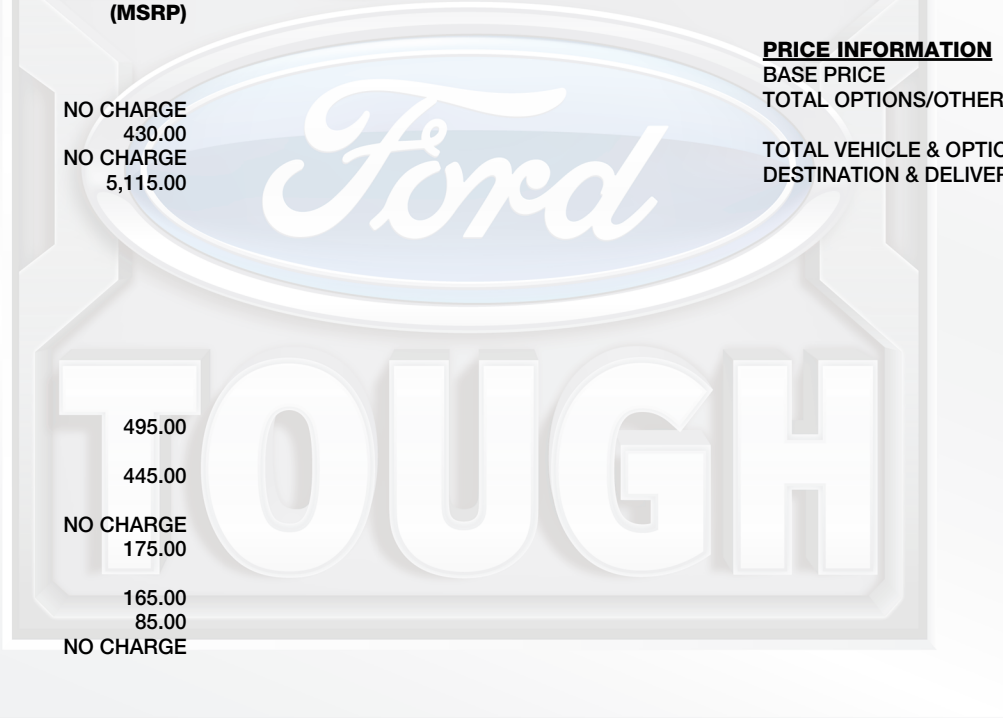 (MSRP)
NO CHARGE
430.00
NO CHARGE
5,115.00
495.00
445.00
NO CHARGE
175.00
165.00
85.00
NO CHARGE
PRICE INFORMATION
BASE PRICE
TOTAL OPTIONS/OTHER
TOTAL VEHICLE & OPTIO
DESTINATION & DELIVER
Ford
TOUGH